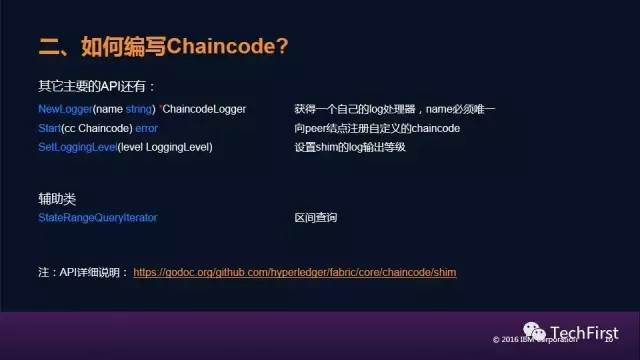 二、如何编写Chaincode?
其它主要的API还有：
NewLogger(name string) *ChaincodeLogger 获得一个自己的log处理器，name必须唯一
Start(cc Chaincode) error 向peer结点注册自定义的chaincode
SetLoggingLevel(level LoggingLevel) 设置shim的log输出等级
辅助类
StateRangeQueryIterator 区间查询
注：API详细说明： https://godoc.org/github.com/hyperledger/fabric/core/chaincode/shim
© 2016 IBM Corporation
TechFirst